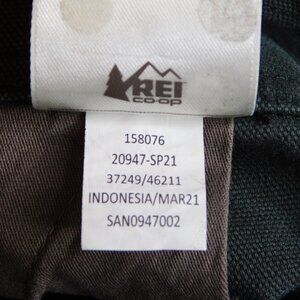 REI
CO·OP
158076
20947-SP21
37249/46211
INDONESIA/MAR21
SAN0947002